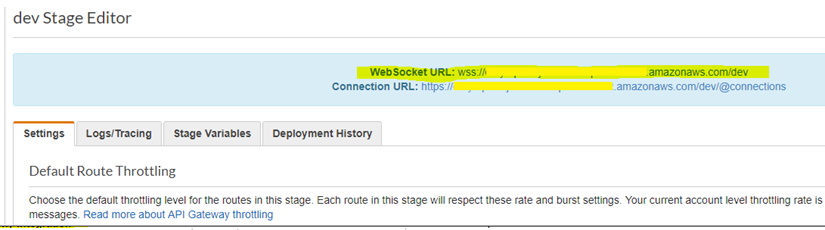 dev Stage Editor
WebSocket URL: wss:// .amazonaws.com/dev
Connection URL: https:// .amazonaws.com/dev/@connections
Settings Logs/Tracing Stage Variables Deployment History
Default Route Throttling
Choose the default throttling level for the routes in this stage. Each route in this stage will respect these rate and burst settings. Your current account level throttling rate is
messages. Read more about API Gateway throttling